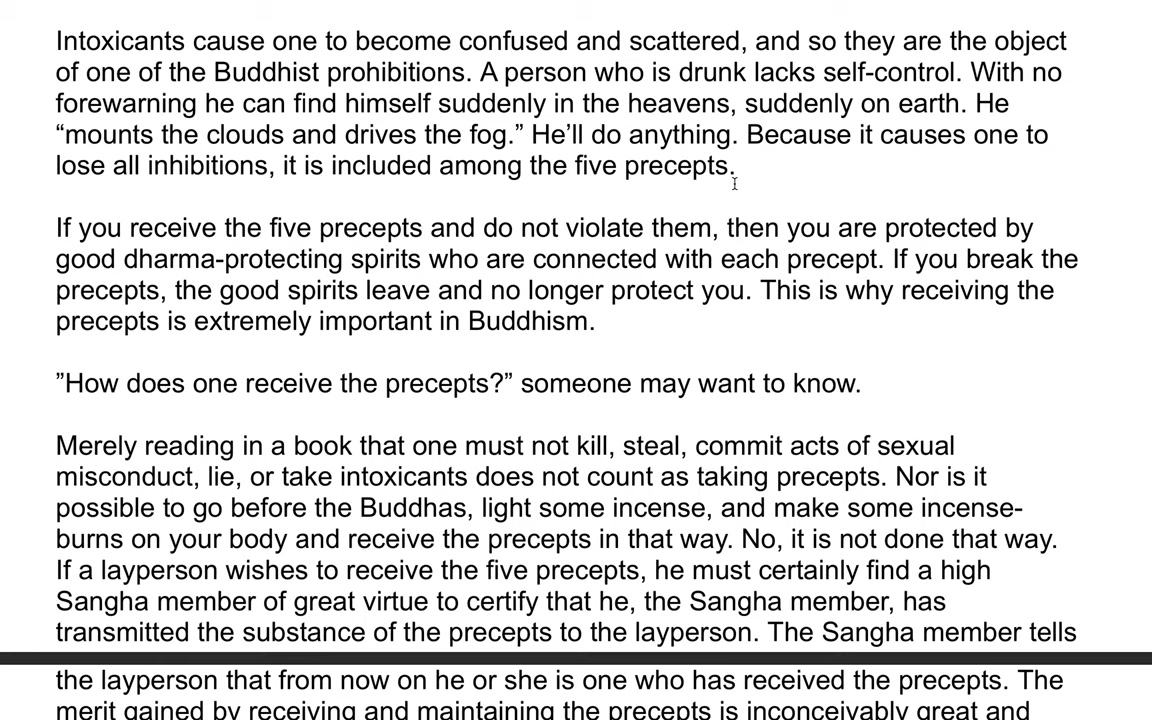 Intoxicants cause one to become confused and scattered, and so they are the object
of one of the Buddhist prohibitions. A person who is drunk lacks self-control. With no
forewarning he can find himself suddenly in the heavens, suddenly on earth. He
“mounts the clouds and drives the fog.” He’ll do anything. Because it causes one to
lose all inhibitions, it is included among the five precepts.
If you receive the five precepts and do not violate them, then you are protected by
good dharma-protecting spirits who are connected with each precept. If you break the
precepts, the good spirits leave and no longer protect you. This is why receiving the
precepts is extremely important in Buddhism.
”How does one receive the precepts?” someone may want to know.
Merely reading in a book that one must not kill, steal, commit acts of sexual
misconduct, lie, or take intoxicants does not count as taking precepts. Nor is it
possible to go before the Buddhas, light some incense, and make some incense-
burns on your body and receive the precepts in that way. No, it is not done that way.
If a layperson wishes to receive the five precepts, he must certainly find a high
Sangha member of great virtue to certify that he, the Sangha member, has
transmitted the substance of the precepts to the layperson. The Sangha member tells
the layperson that from now on he or she is one who has received the precepts. The
merit gained by receiving and maintaining the precepts is inconceivably great and